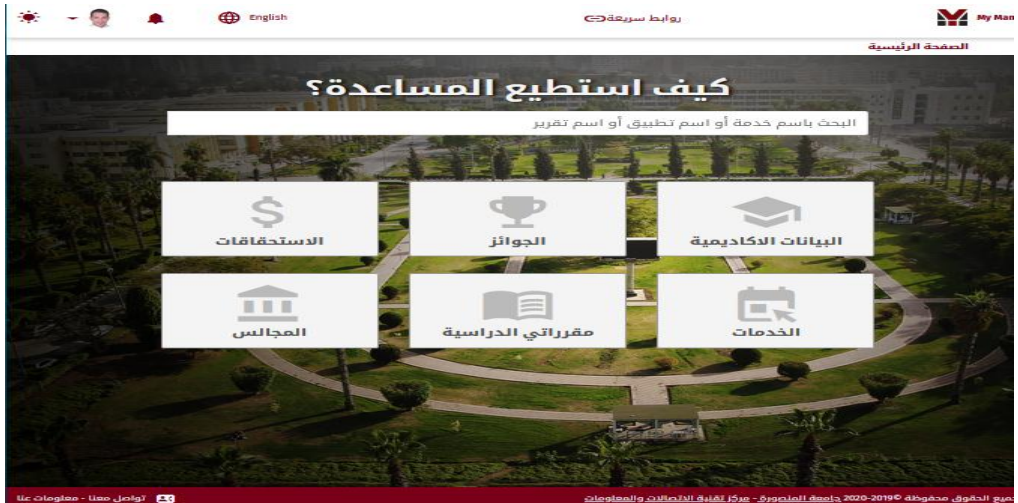 My Man
روابط سريعة
English
الصفحة الرئيسية
كيف استطيع المساعدة؟
البحث باسم خدمة أو اسم تطبيق أو اسم تقرير
البيانات الاكاديمية
الجوائز
الاستحقاقات
الخدمات
مقرراتي الدراسية
المجالس
جميع الحقوق محفوظة ©2019-2020 جامعة المنصورة - مركز تقنية الاتصالات والمعلومات
تواصل معنا - معلومات عنا